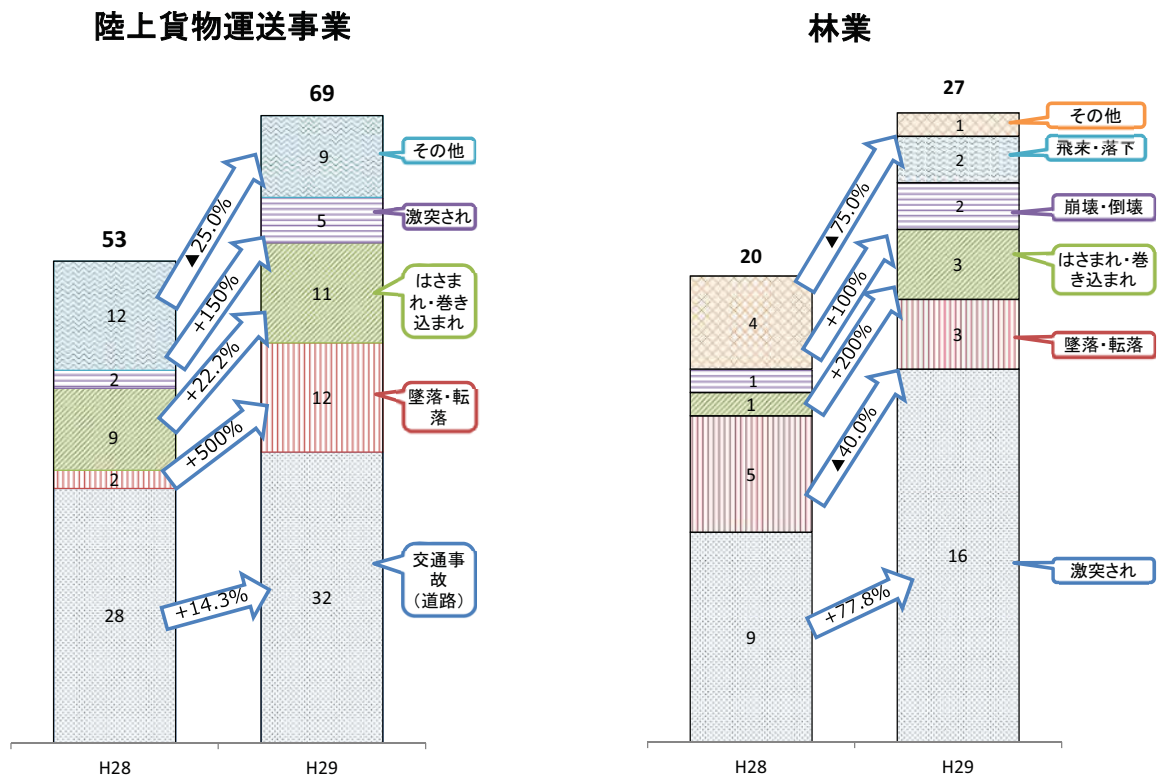 陸上貨物運送事業
69
9
その他
5
激突され
11
はさま
れ・巻き
込まれ
12
墜落・転
落
32
交通事
故
(道路)
53
12
2
9
2
28
▲25.0%
+150%
+22.2%
+500%
+14.3%
H28
H29
林業
27
1
その他
2
飛来・落下
2
崩壊・倒壊
3
はさまれ・巻
き込まれ
3
墜落・転落
16
激突され
20
4
1
1
5
9
▲75.0%
+100%
+200%
▲40.0%
+77.8%
H28
H29